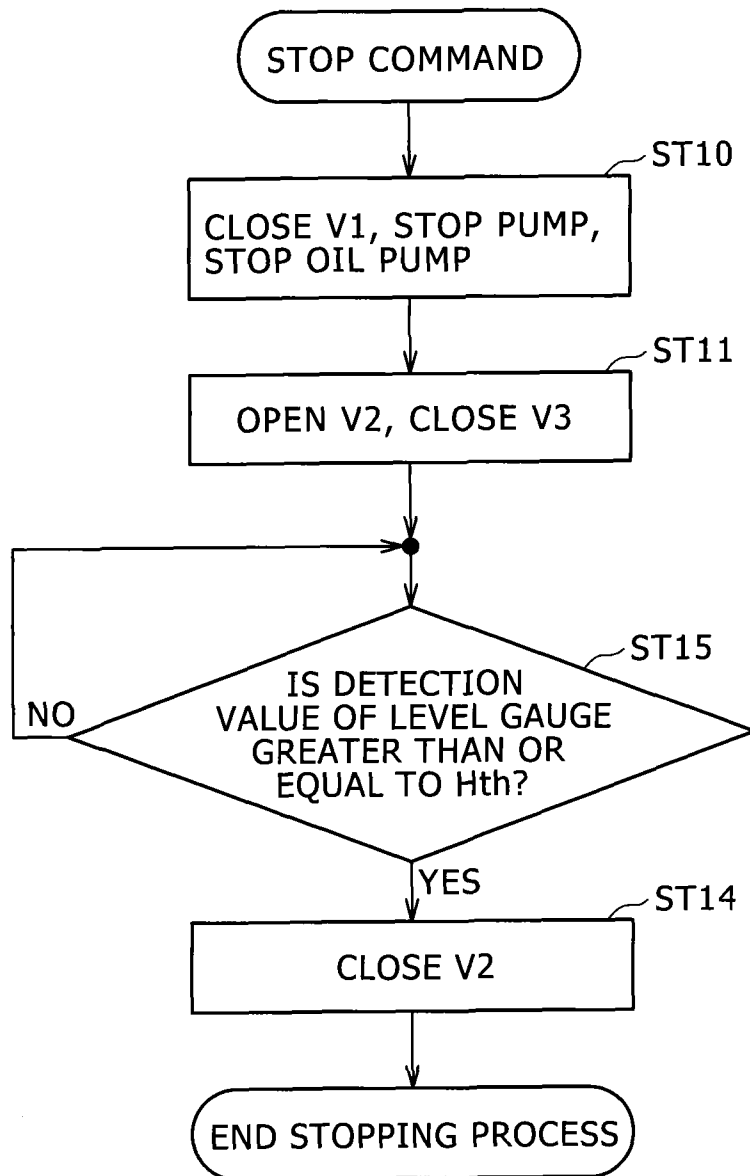 STOP COMMAND
ST10
CLOSE V1, STOP PUMP,
STOP OIL PUMP
ST11
OPEN V2, CLOSE V3
ST15
IS DETECTION
VALUE OF LEVEL GAUGE
GREATER THAN OR
EQUAL TO Hth?
NO
YES
ST14
CLOSE V2
END STOPPING PROCESS